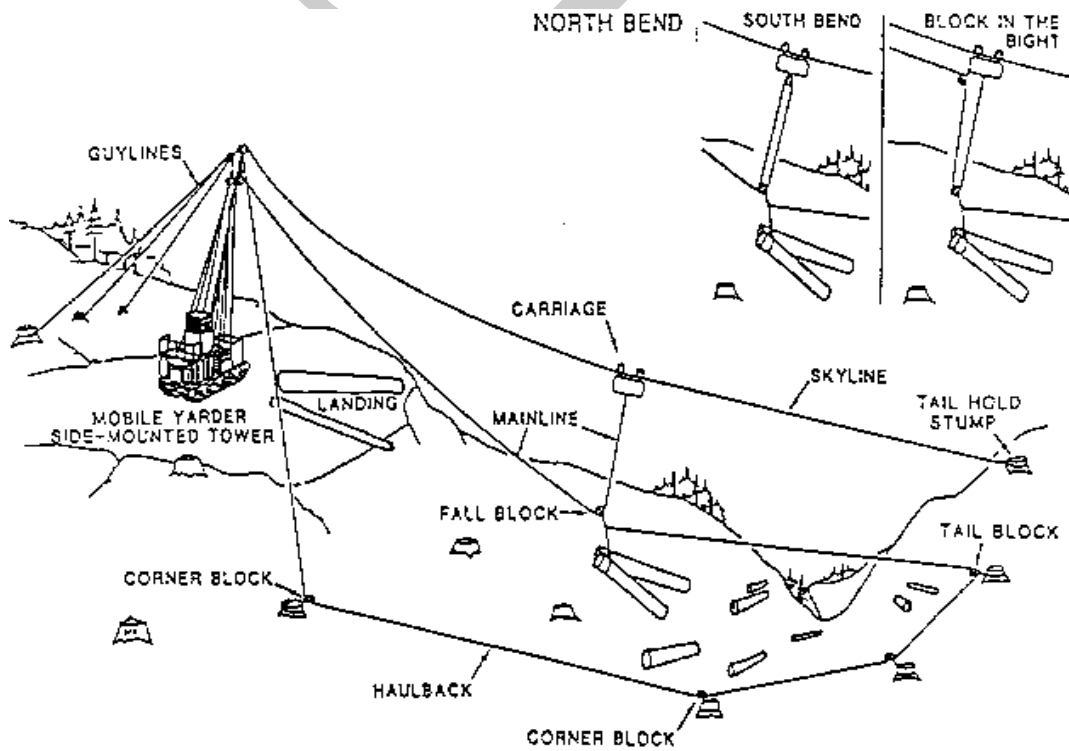 NORTH BEND
SOUTH BEND
BLOCK IN THE
BIGHT
GUYLINES
CARRIAGE
SKYLINE
TAIL HOLD
STUMP
LANDING
MOBILE YARDER
SIDE-MOUNTED TOWER
MAINLINE
FALL BLOCK
TAIL BLOCK
CORNER BLOCK
HAULBACK
CORNER BLOCK